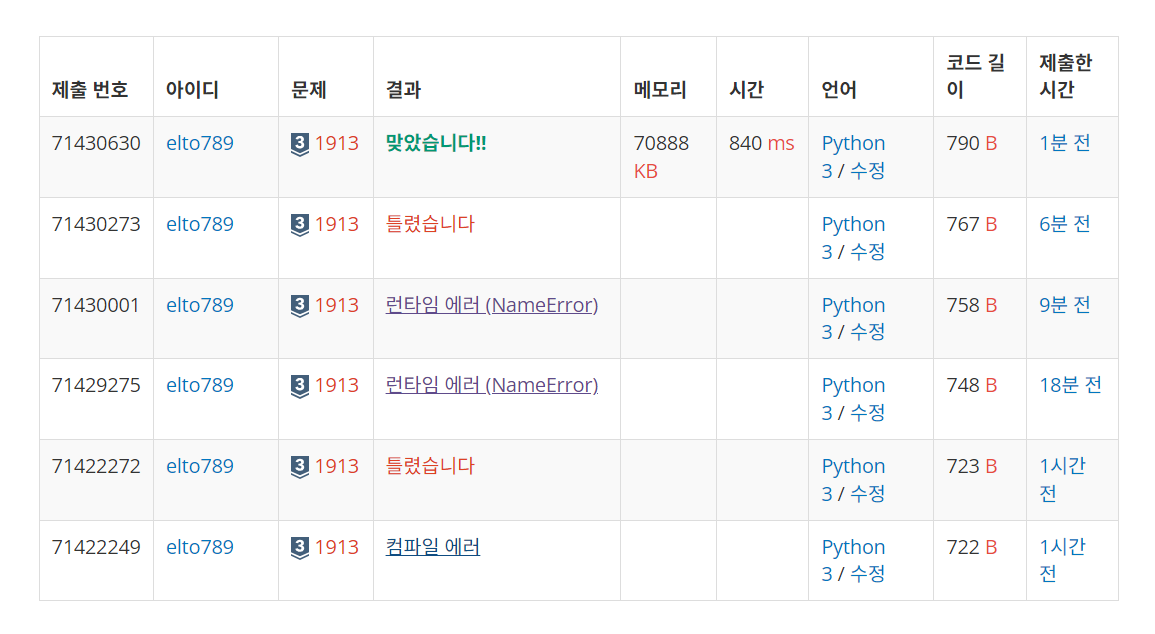 제출 번호 아이디 문제 결과 메모리 시간 언어 코드 길이 제출한 시간
71430630 elto789 3 1913 맞았습니다!! 70888 KB 840 ms Python 3 / 수정 790 B 1분 전
71430273 elto789 3 1913 틀렸습니다 Python 3 / 수정 767 B 6분 전
71430001 elto789 3 1913 런타임 에러 (NameError) Python 3 / 수정 758 B 9분 전
71429275 elto789 3 1913 런타임 에러 (NameError) Python 3 / 수정 748 B 18분 전
71422272 elto789 3 1913 틀렸습니다 Python 3 / 수정 723 B 1시간 전
71422249 elto789 3 1913 컴파일 에러 Python 3 / 수정 722 B 1시간 전